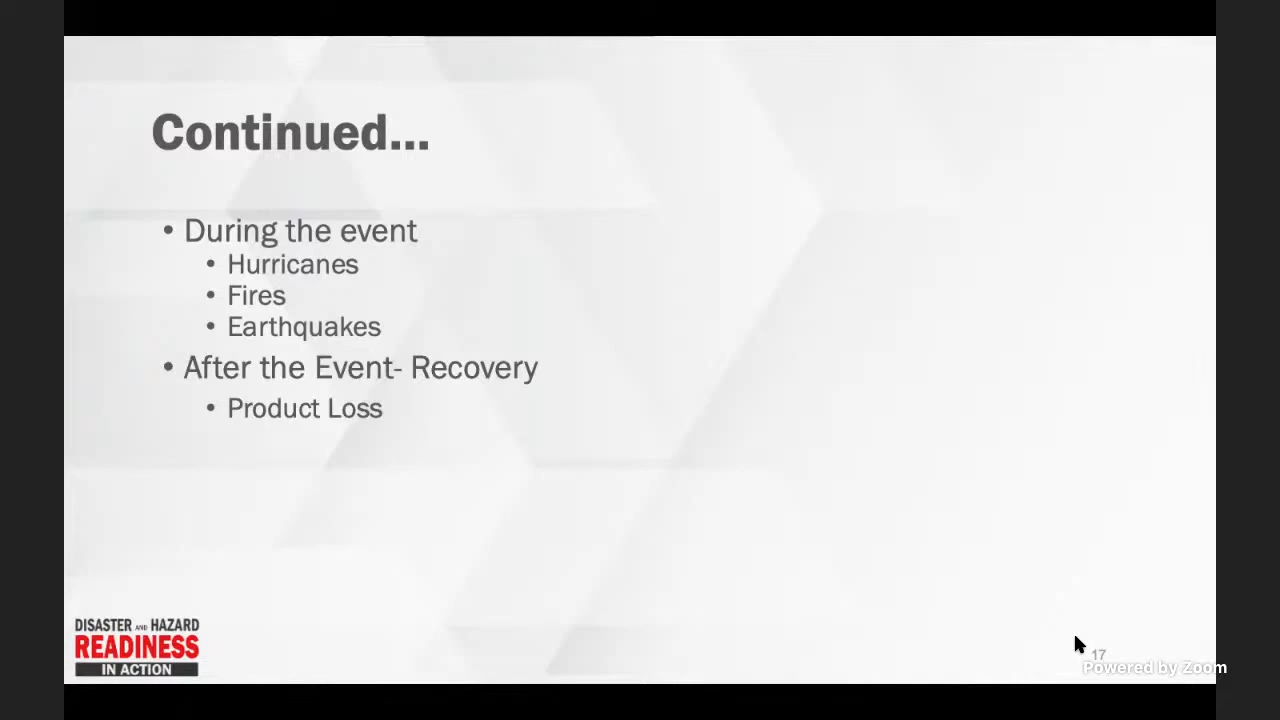 Continued...
• During the event
• Hurricanes
• Fires
• Earthquakes
• After the Event- Recovery
• Product Loss
DISASTER AND HAZARD
READINESS
IN ACTION
17
Powered by Zoom